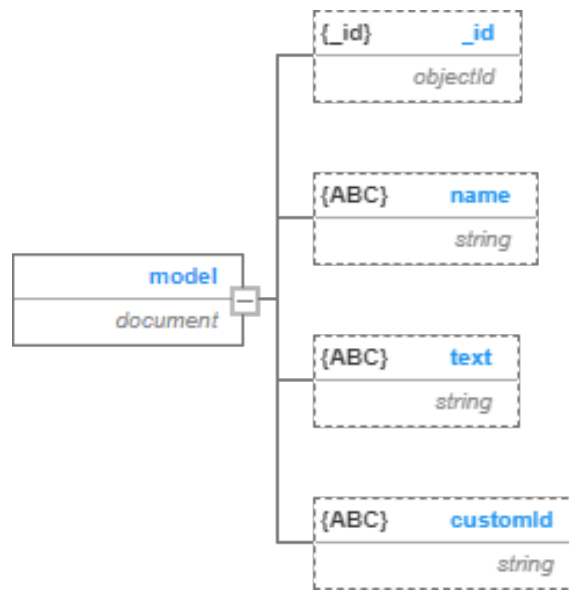 {_id} _id
objectId
{ABC} name
string
model
document
{ABC} text
string
{ABC} customId
string